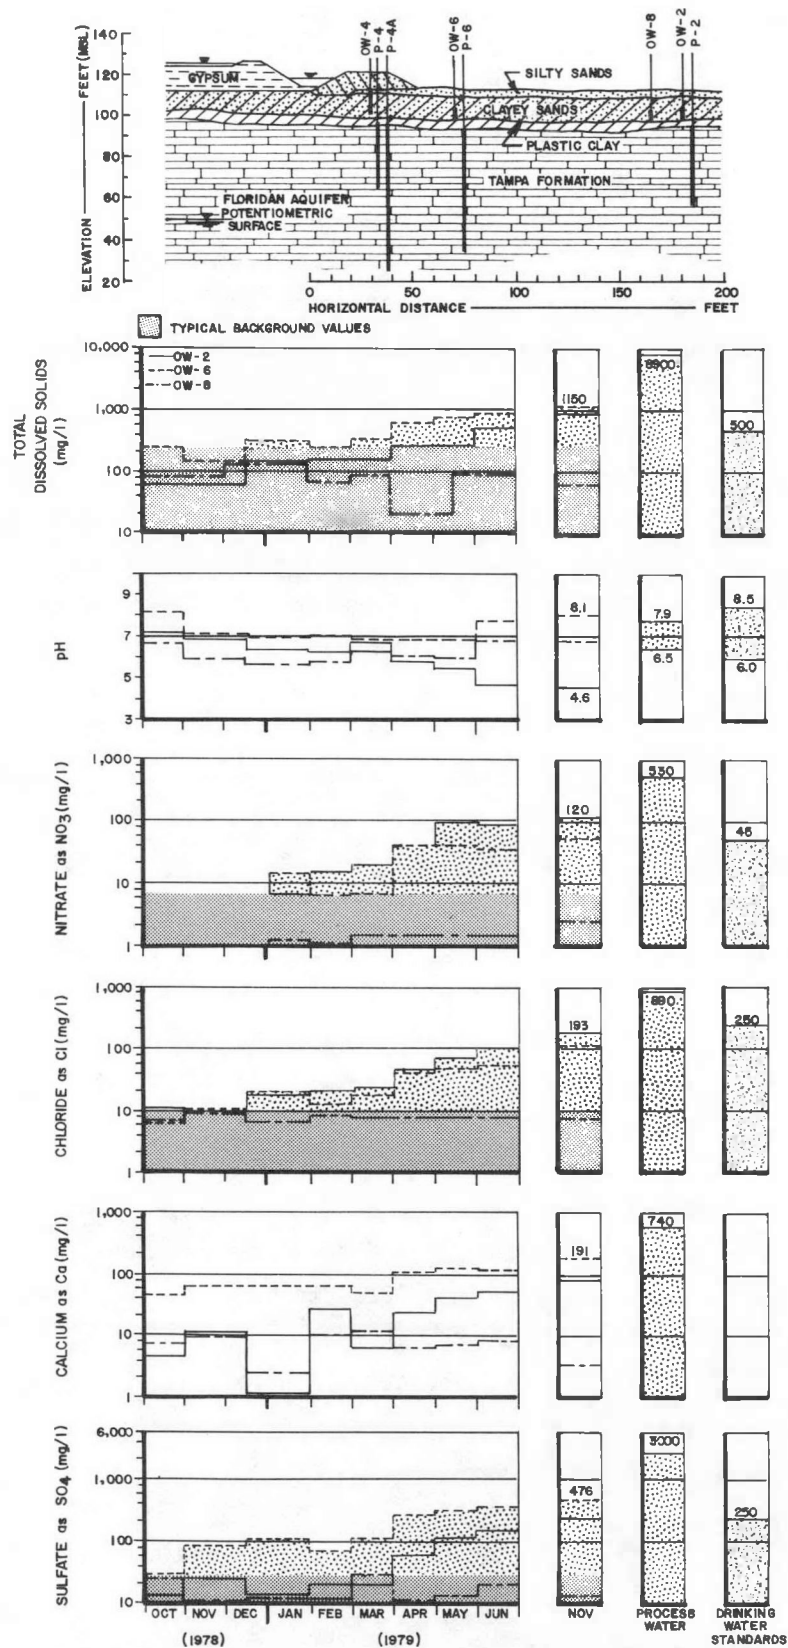 OW-4
P-4
P-4A
OW-6
P-6
OW-8
OW-2
P-2
ELEVATION — FEET (MSL)
140
120
100
80
60
40
20
GYPSUM
SILTY SANDS
CLAYEY SANDS
PLASTIC CLAY
TAMPA FORMATION
FLORIDAN AQUIFER
POTENTIOMETRIC
SURFACE
0 50 100 150 200
HORIZONTAL DISTANCE — FEET
TYPICAL BACKGROUND VALUES
TOTAL
DISSOLVED SOLIDS
(mg/l)
10,000
1,000
100
10
OW-2
OW-6
OW-8
1150
8900
500
pH
9
7
5
3
8.1
4.6
7.9
6.5
8.5
6.0
NITRATE as NO3 (mg/l)
1,000
100
10
1
120
530
45
CHLORIDE as Cl (mg/l)
1,000
100
10
1
193
890
250
CALCIUM as Ca (mg/l)
1,000
100
10
1
191
740
SULFATE as SO4 (mg/l)
6,000
1,000
100
10
476
3000
250
OCT NOV DEC JAN FEB MAR APR MAY JUN
(1978) (1979)
NOV
PROCESS
WATER
DRINKING
WATER
STANDARDS